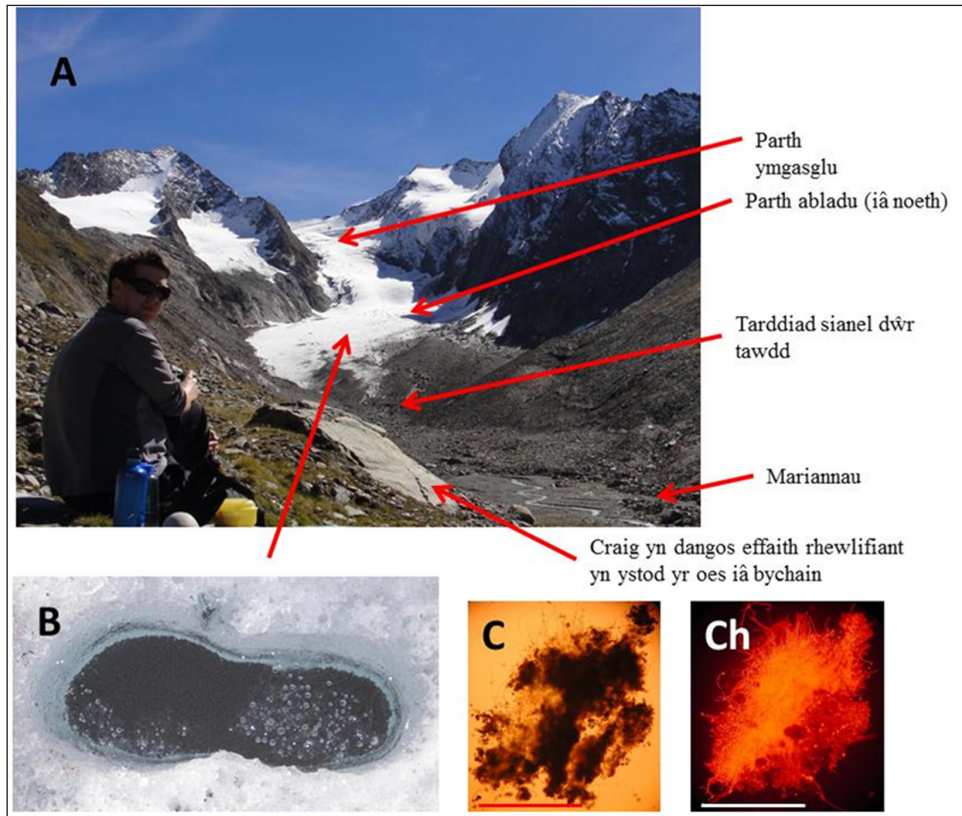 A
Parth
ymgasglu
Parth abladu (iâ noeth)
Tarddiad sianel dŵr
tawdd
Mariannau
Craig yn dangos effaith rhewlifiant
yn ystod yr oes iâ bychain
B
C
Ch